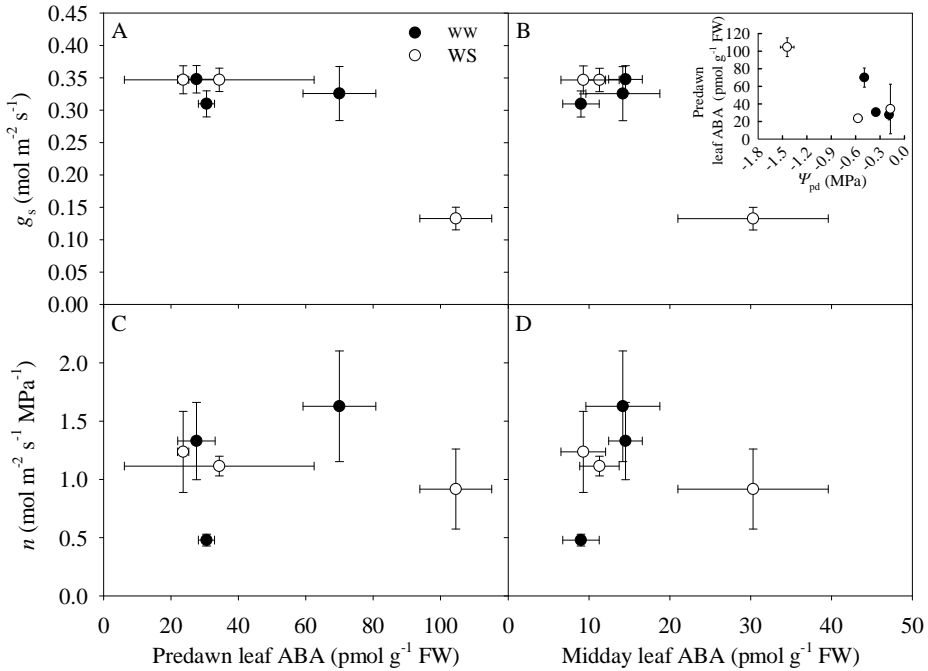 A
WW
WS
0.45
0.40
0.35
0.30
0.25
0.20
0.15
0.10
0.05
0.00
g_s (mol m⁻² s⁻¹)
B
Predawn
leaf ABA (pmol g⁻¹ FW)
120
100
80
60
40
20
0
-1.8 -1.5 -1.2 -0.9 -0.6 -0.3 0.0
Ψ_pd (MPa)
C
2.0
1.5
1.0
0.5
0.0
n (mol m⁻² s⁻¹ MPa⁻¹)
0 20 40 60 80 100
Predawn leaf ABA (pmol g⁻¹ FW)
D
0 10 20 30 40 50
Midday leaf ABA (pmol g⁻¹ FW)